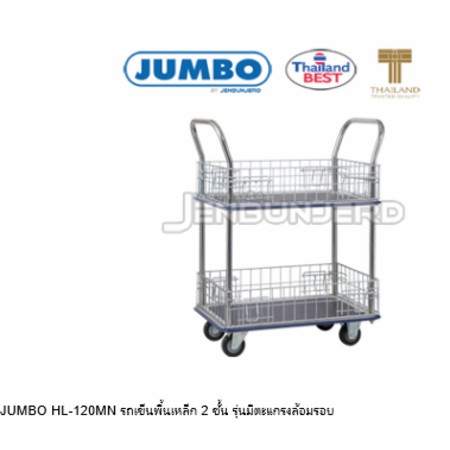 JUMBO
BY JENBUNJERD
Thailand
BEST
THAILAND
TRUSTED QUALITY
JENBUNJERD
JUMBO HL-120MN รถเข็นพื้นเหล็ก 2 ชั้น รุ่นมีตะแกรงล้อมรอบ